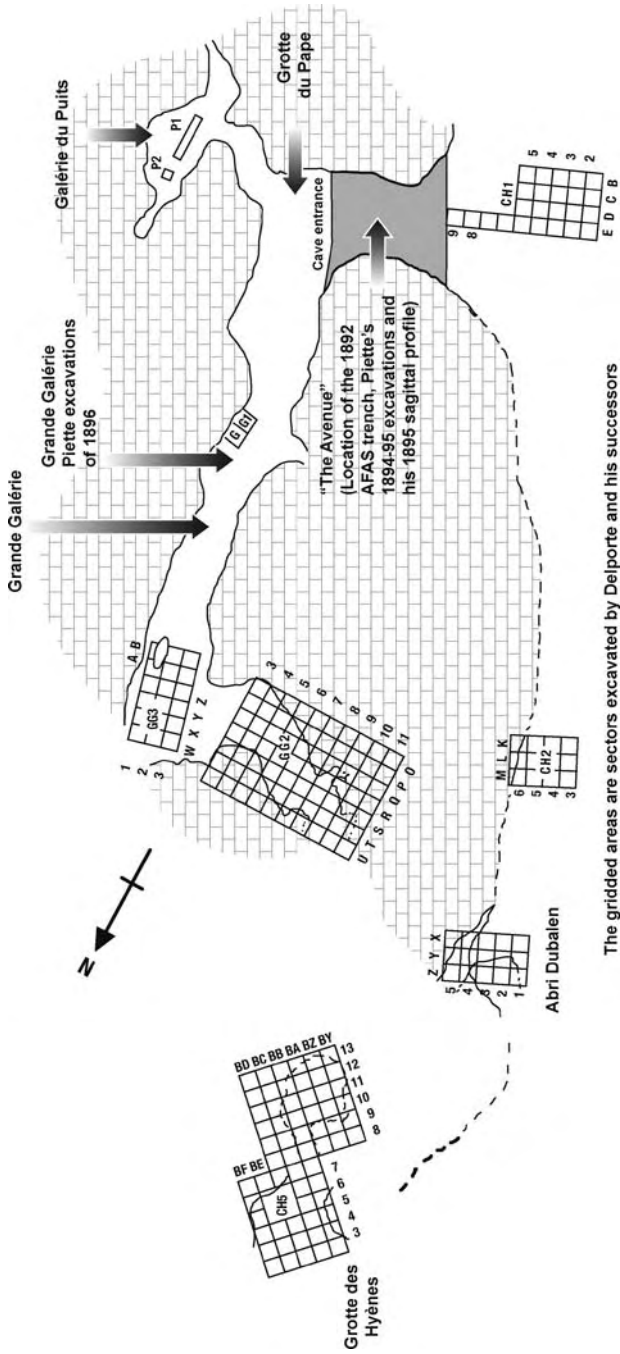 Grande Galérie
Grande Galérie
Piette excavations
of 1896
Galérie du Puits
P2
P1
Grotte
du Pape
Cave entrance
G
G1
"The Avenue"
(Location of the 1892
AFAS trench, Piette's
1894-95 excavations and
his 1895 sagittal profile)
9
8
CH1
5
4
3
2
E D C B
A B
GG3
1
2
3
W X Y Z
GG2
3
4
5
6
7
8
9
10
11
U T S R Q P O
N
M L K
6
5
4
3
CH2
Z Y X
5
4
3
2
1
Abri Dubalen
BD BC BB BA BZ BY
13
12
11
10
9
8
BF BE
CH5
7
6
5
4
3
Grotte des
Hyènes
The gridded areas are sectors excavated by Delporte and his successors